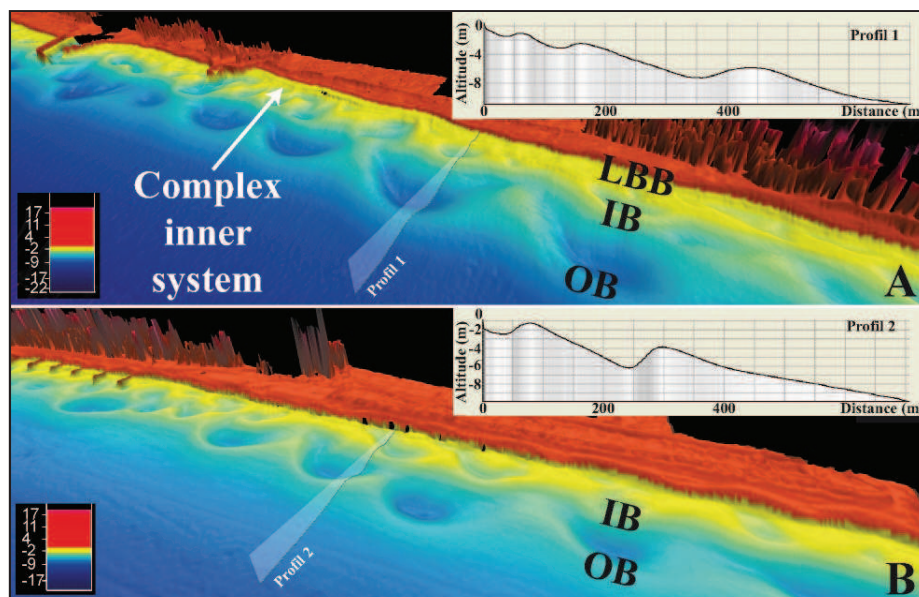 0
-4
-8
Altitude (m)
Profil 1
200
400
Distance (m)
Complex
inner
system
LBB
IB
OB
Profil 1
17
11
4
-2
-9
-17
-22
A
-2
-4
-6
-8
Altitude (m)
Profil 2
0
200
400
Distance (m)
IB
OB
Profil 2
17
11
4
-2
-9
-17
B